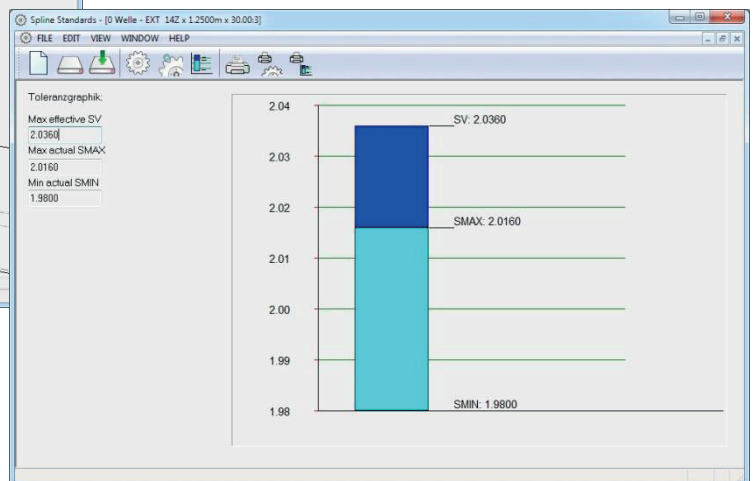 Spline Standards - [0 Welle - EXT 14Z x 1.2500m x 30.00:3]
FILE EDIT VIEW WINDOW HELP
Toleranzgraphik:
Max effective SV
2.0360
Max actual SMAX
2.0160
Min actual SMIN
1.9800
2.04
SV: 2.0360
2.03
2.02
SMAX: 2.0160
2.01
2.00
1.99
SMIN: 1.9800
1.98